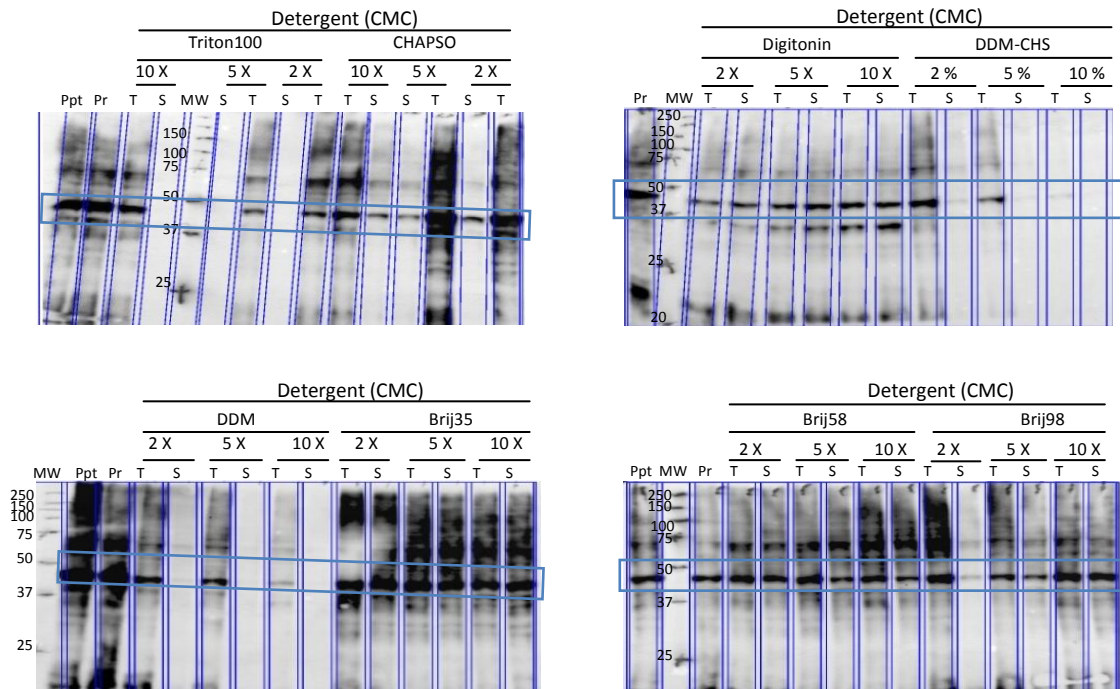 Detergent (CMC)
Triton100 CHAPSO
10 X 5 X 2 X 10 X 5 X 2 X
Ppt Pr T S MW S T S T T S S T S T
150
100
75
50
37
25
Detergent (CMC)
Digitonin DDM-CHS
2 X 5 X 10 X 2 % 5 % 10 %
Pr MW T S T S T S T S T S T S
250
150
100
75
50
37
25
20
Detergent (CMC)
DDM Brij35
2 X 5 X 10 X 2 X 5 X 10 X
MW Ppt Pr T S T S T S T S T S T S
250
150
100
75
50
37
25
Detergent (CMC)
Brij58 Brij98
2 X 5 X 10 X 2 X 5 X 10 X
Ppt MW Pr T S T S T S T S T S T S
250
150
100
75
50
37
25